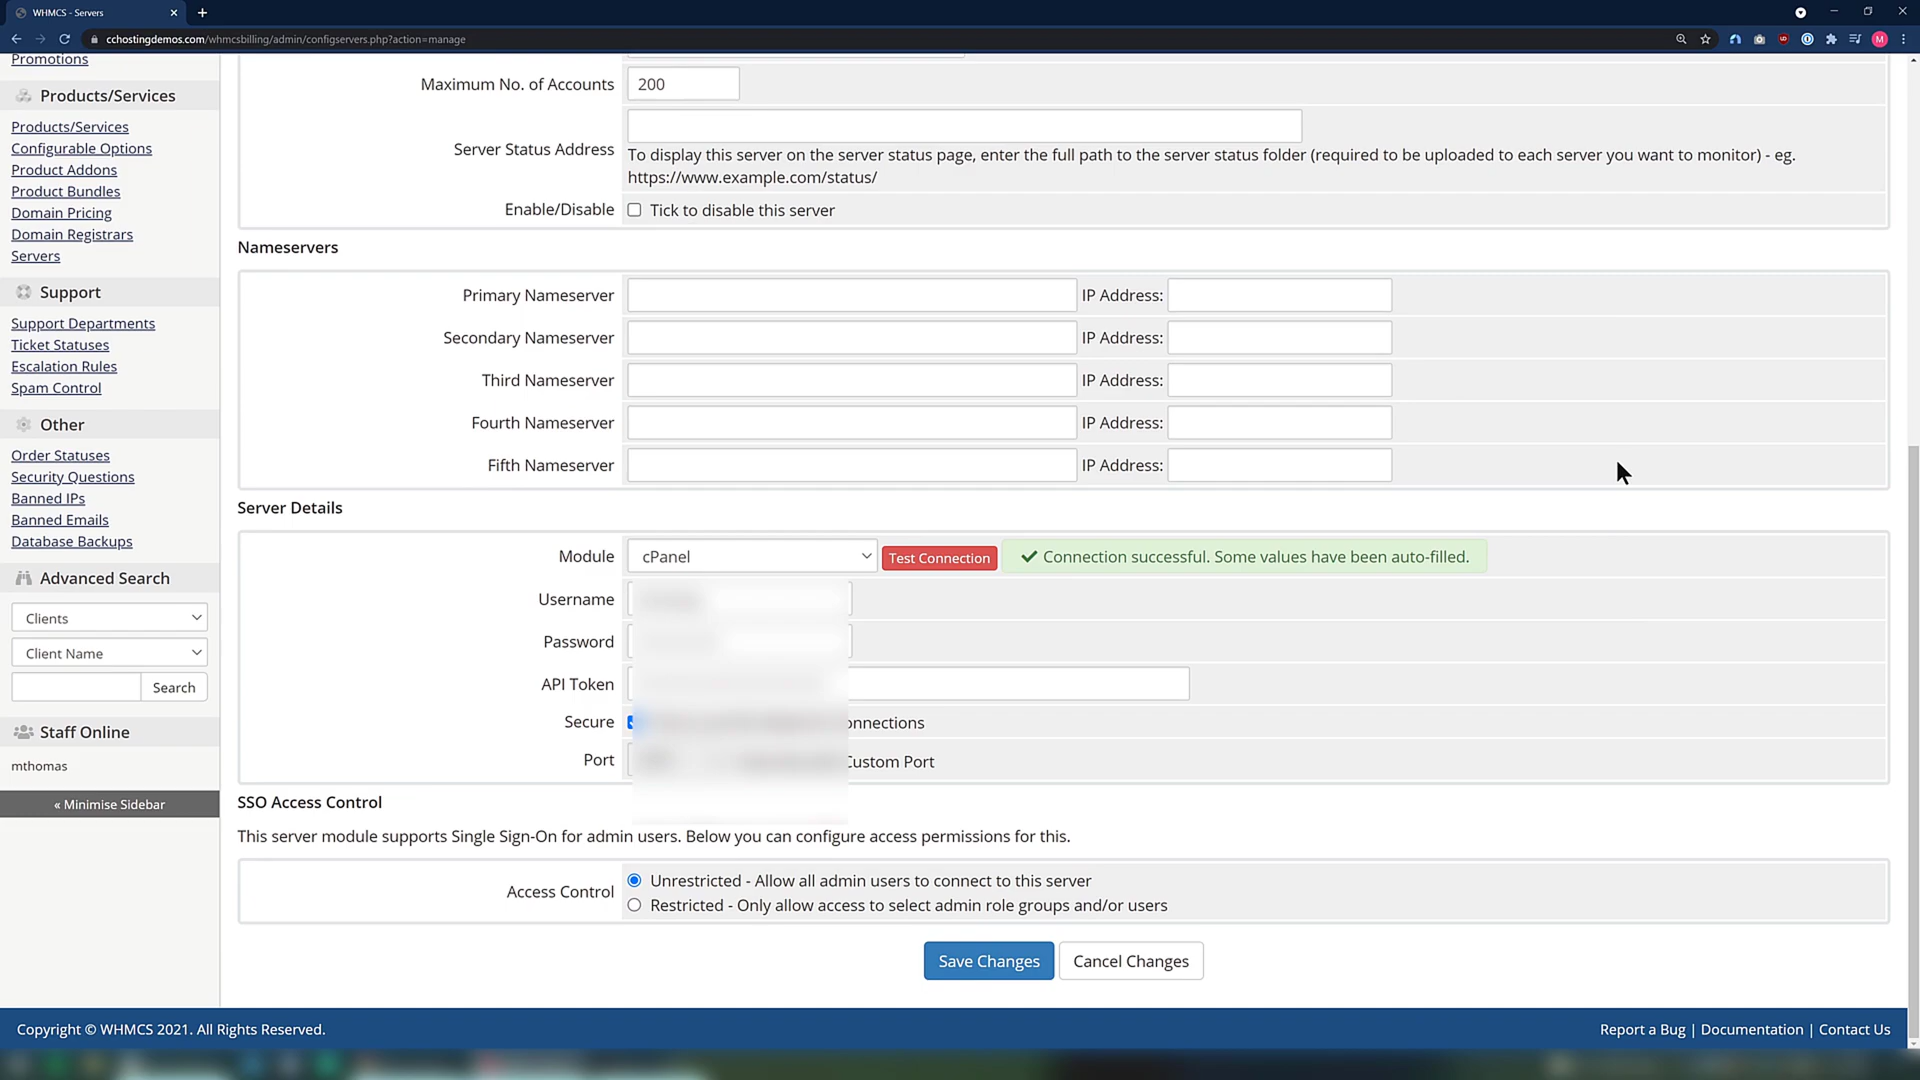 WHMCS - Servers
cchostingdemos.com/whmcsbilling/admin/configservers.php?action=manage
M
Promotions
Products/Services
Products/Services
Configurable Options
Product Addons
Product Bundles
Domain Pricing
Domain Registrars
Servers
Support
Support Departments
Ticket Statuses
Escalation Rules
Spam Control
Other
Order Statuses
Security Questions
Banned IPs
Banned Emails
Database Backups
Advanced Search
Clients
Client Name
Search
Staff Online
mthomas
« Minimise Sidebar
Maximum No. of Accounts 200
Server Status Address
To display this server on the server status page, enter the full path to the server status folder (required to be uploaded to each server you want to monitor) - eg.
https://www.example.com/status/
Enable/Disable Tick to disable this server
Nameservers
Primary Nameserver IP Address:
Secondary Nameserver IP Address:
Third Nameserver IP Address:
Fourth Nameserver IP Address:
Fifth Nameserver IP Address:
Server Details
Module cPanel Test Connection Connection successful. Some values have been auto-filled.
Username
Password
API Token
Secure onnections
Port Custom Port
SSO Access Control
This server module supports Single Sign-On for admin users. Below you can configure access permissions for this.
Access Control
Unrestricted - Allow all admin users to connect to this server
Restricted - Only allow access to select admin role groups and/or users
Save Changes Cancel Changes
Copyright © WHMCS 2021. All Rights Reserved.
Report a Bug | Documentation | Contact Us